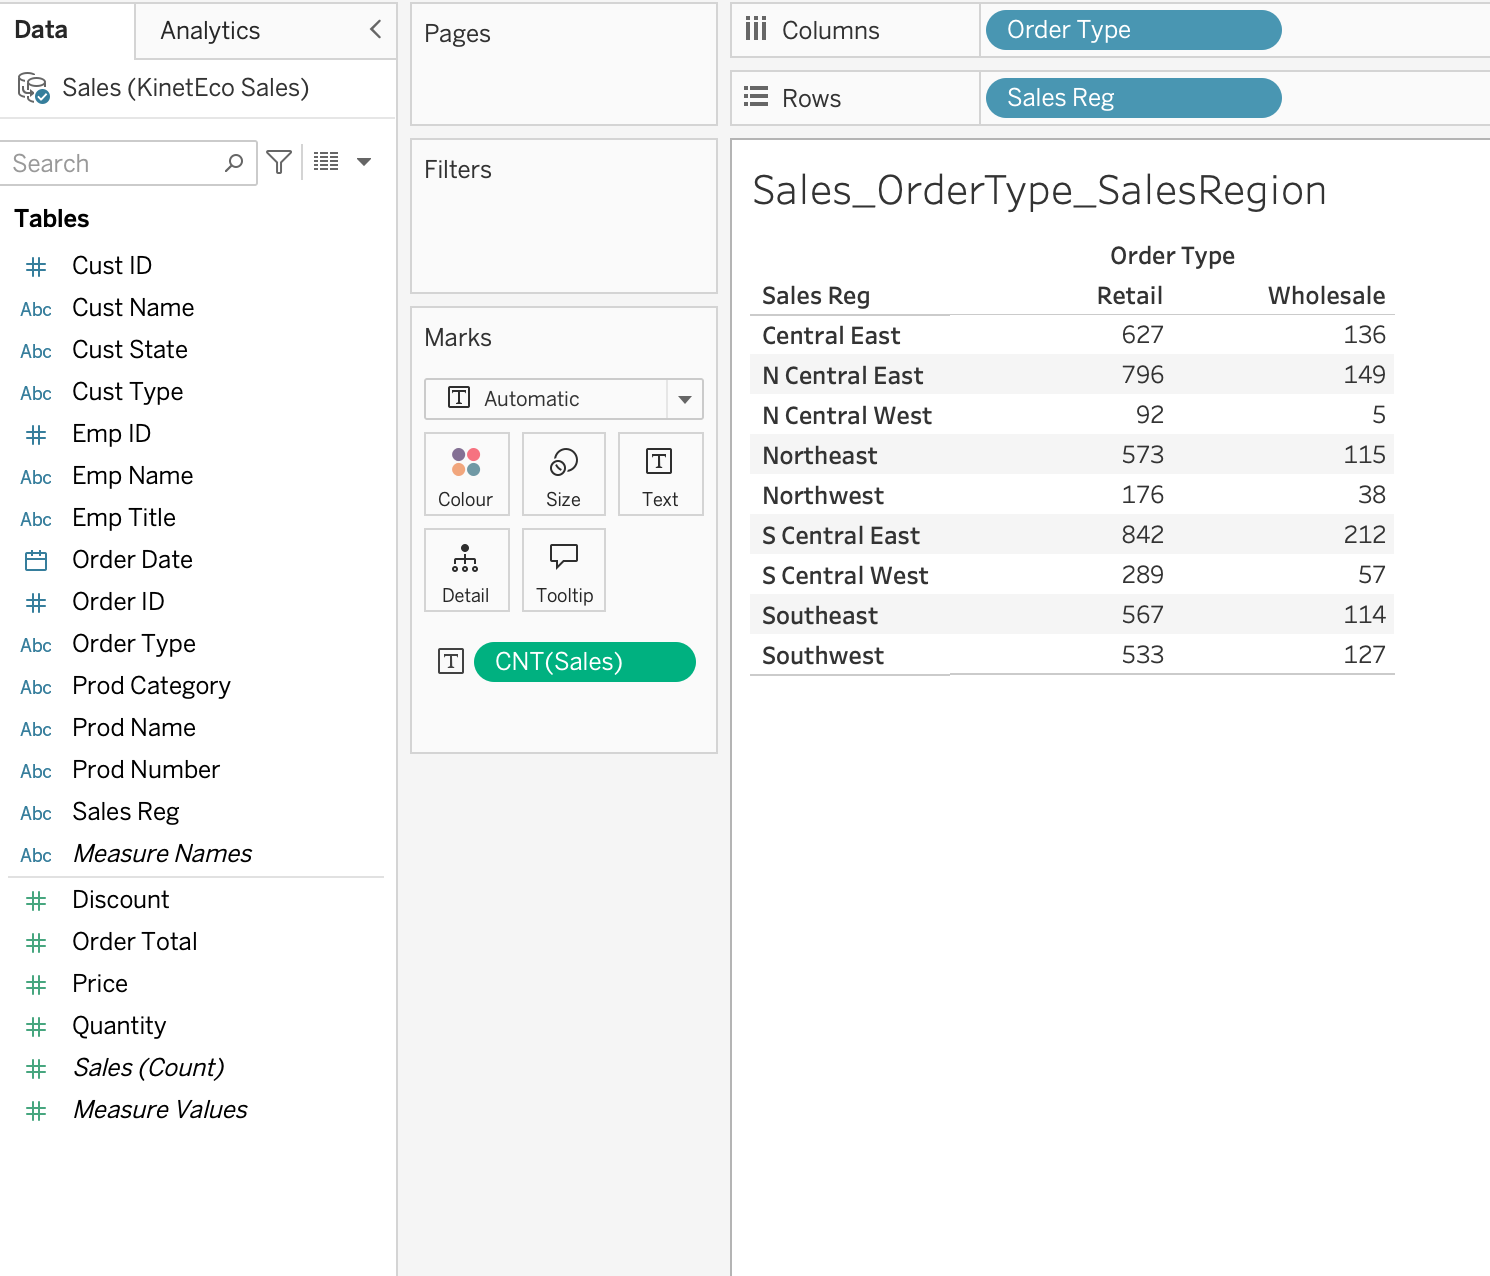 Data
Analytics
Sales (KinetEco Sales)
Search
Tables
Cust ID
Abc Cust Name
Abc Cust State
Abc Cust Type
Emp ID
Abc Emp Name
Abc Emp Title
Order Date
Order ID
Abc Order Type
Abc Prod Category
Abc Prod Name
Abc Prod Number
Abc Sales Reg
Abc Measure Names
Discount
Order Total
Price
Quantity
Sales (Count)
Measure Values
Pages
Filters
Marks
T Automatic
Colour Size T Text
Detail Tooltip
T CNT(Sales)
Columns Order Type
Rows Sales Reg
Sales_OrderType_SalesRegion
Order Type
Sales Reg Retail Wholesale
Central East 627 136
N Central East 796 149
N Central West 92 5
Northeast 573 115
Northwest 176 38
S Central East 842 212
S Central West 289 57
Southeast 567 114
Southwest 533 127